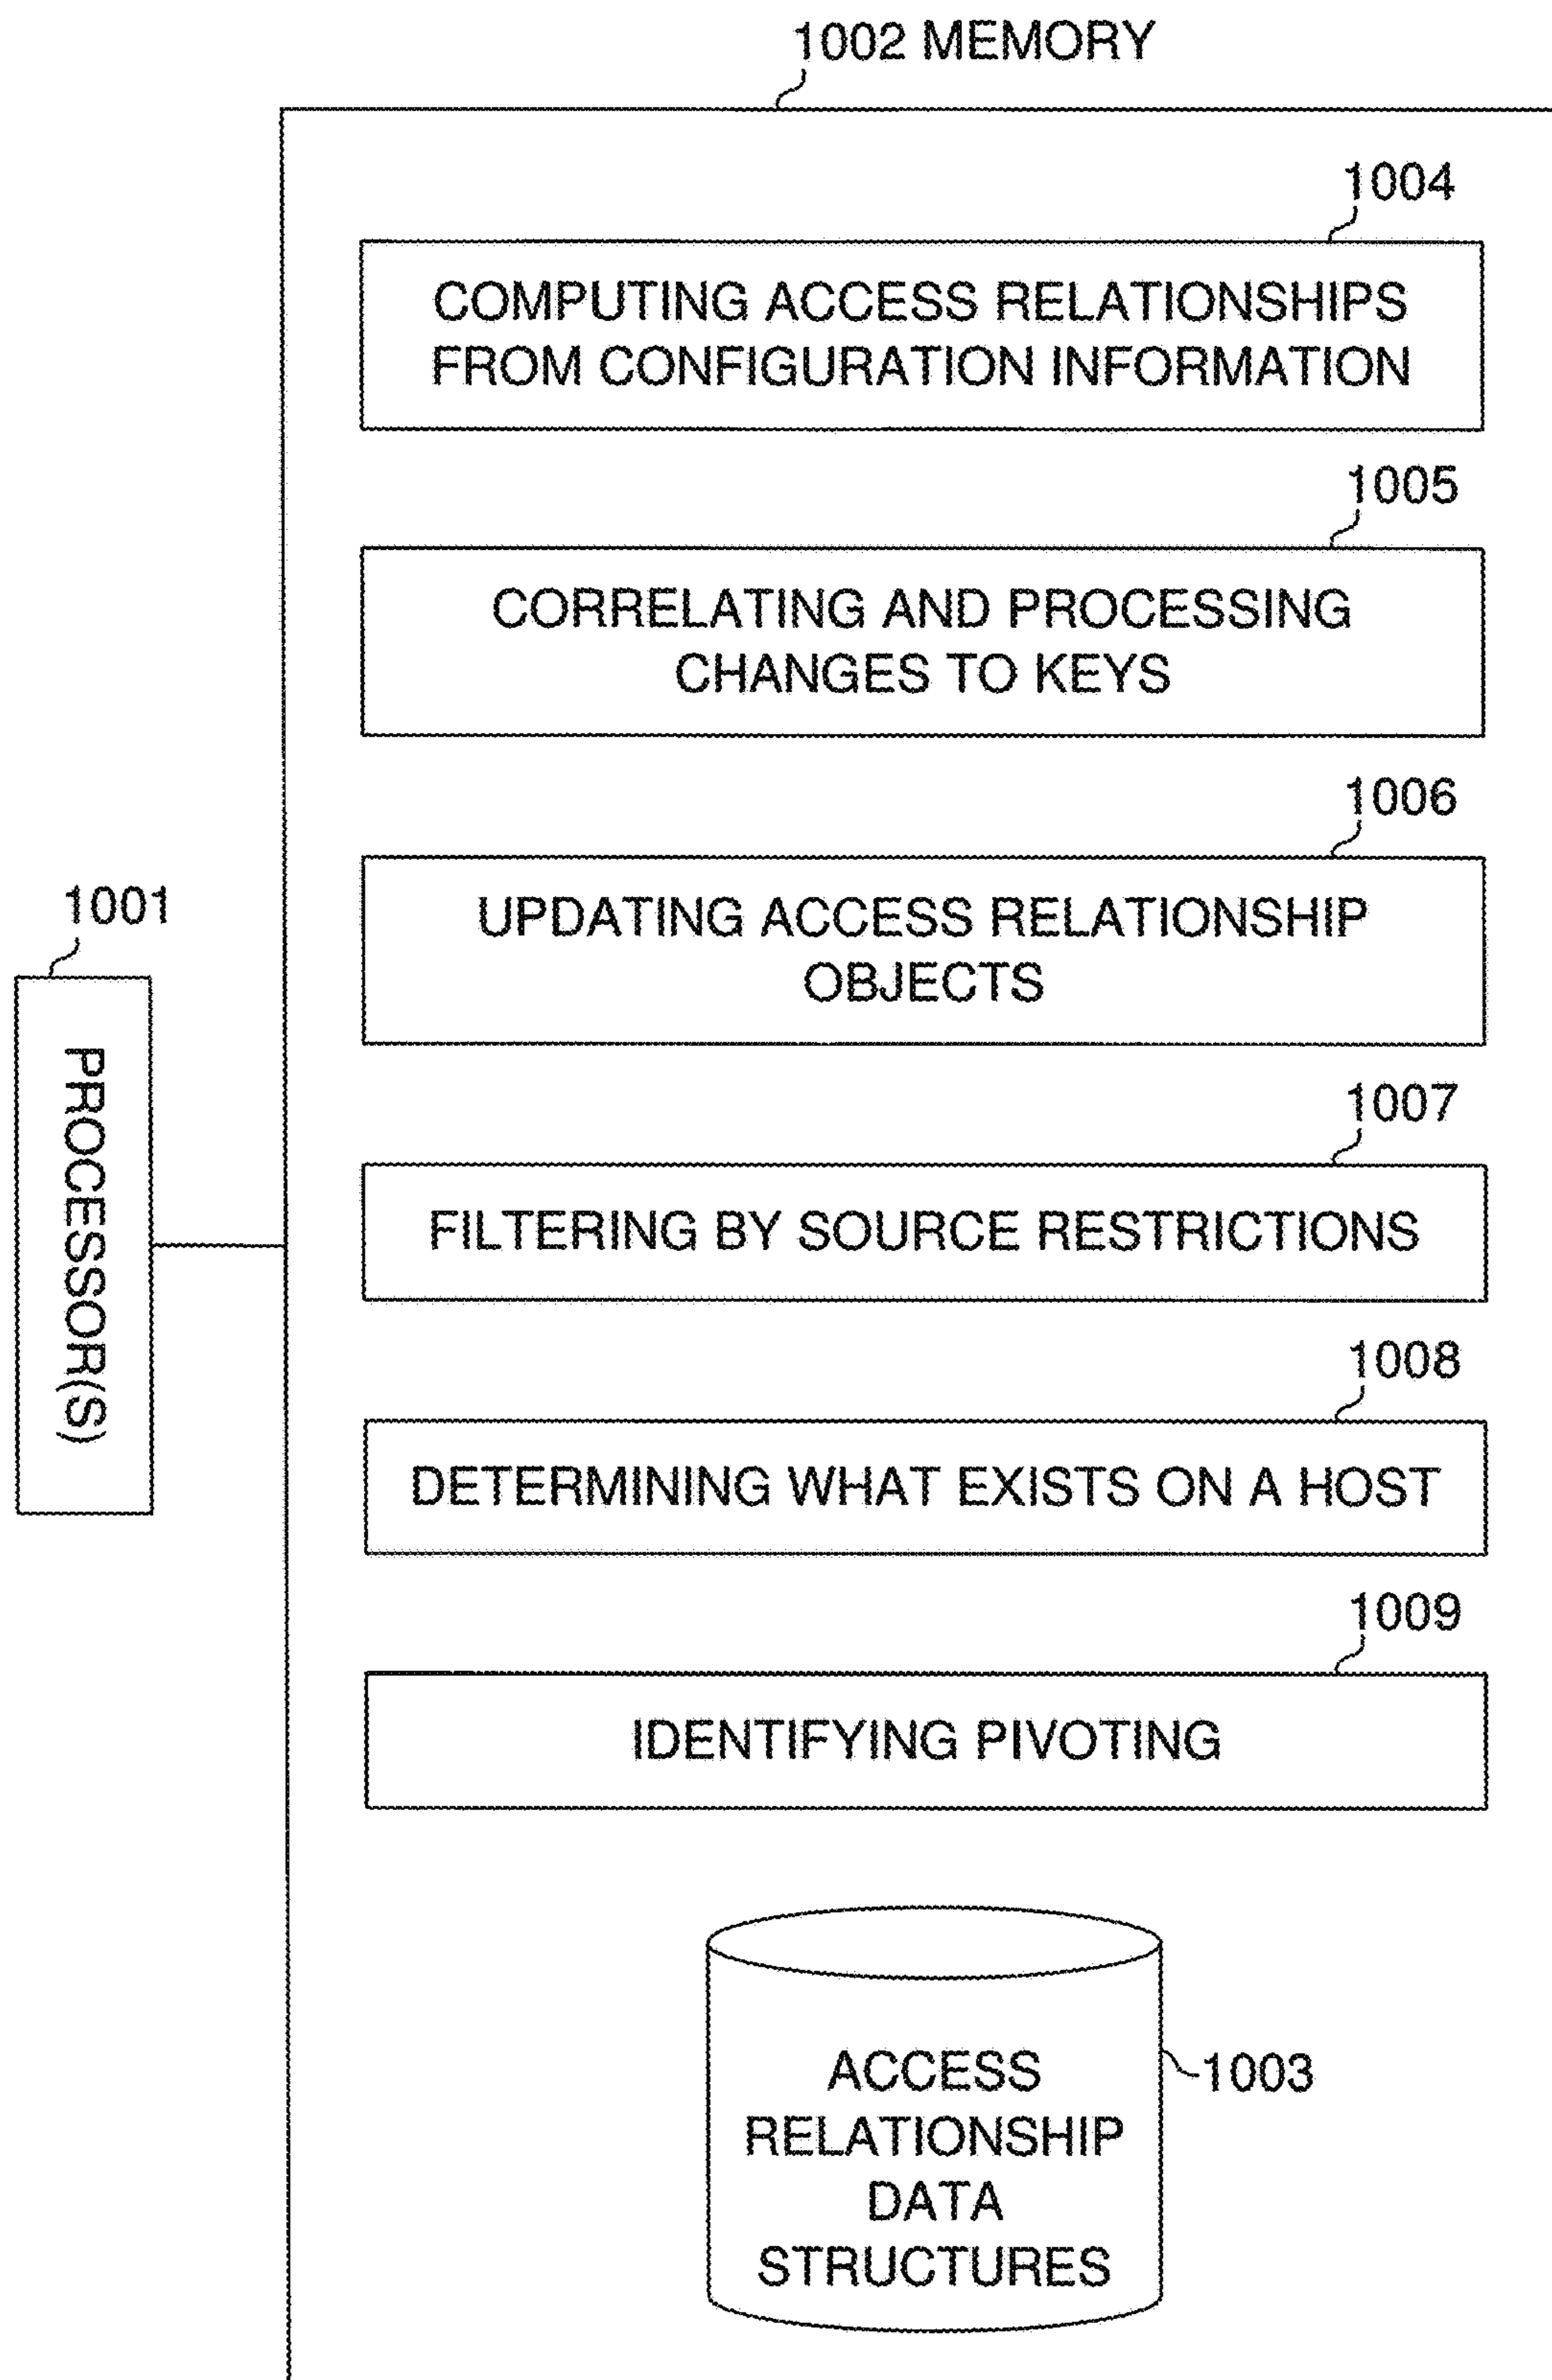 1002 MEMORY
1004
COMPUTING ACCESS RELATIONSHIPS
FROM CONFIGURATION INFORMATION
1005
CORRELATING AND PROCESSING
CHANGES TO KEYS
1006
UPDATING ACCESS RELATIONSHIP
OBJECTS
1001
PROCESSOR(S)
1007
FILTERING BY SOURCE RESTRICTIONS
1008
DETERMINING WHAT EXISTS ON A HOST
1009
IDENTIFYING PIVOTING
ACCESS
RELATIONSHIP
DATA
STRUCTURES
1003